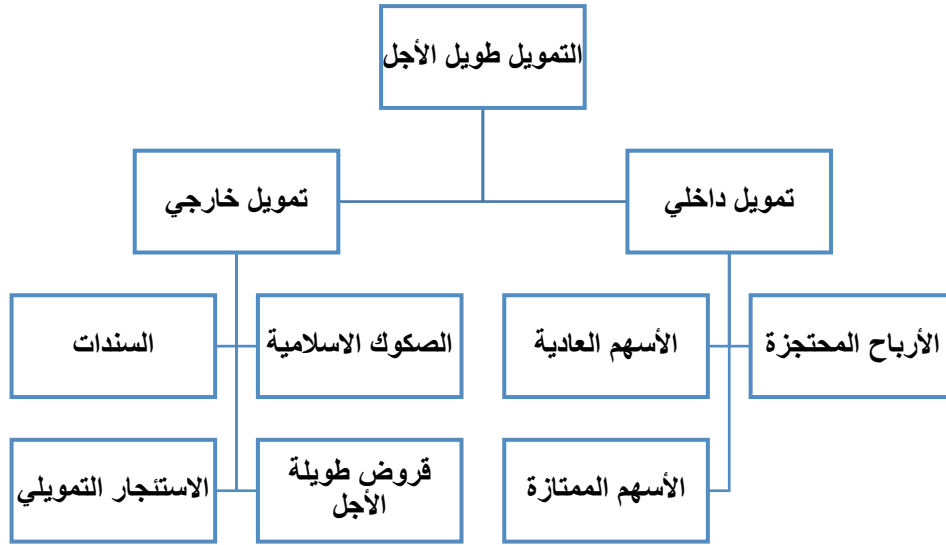 التمويل طويل الأجل
تمويل داخلي
تمويل خارجي
الأرباح المحتجزة
الأسهم العادية
الصكوك الاسلامية
السندات
الأسهم الممتازة
قروض طويلة
الأجل
الاستئجار التمويلي